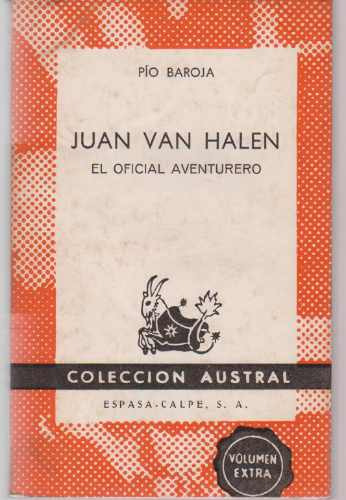 PÍO BAROJA
JUAN VAN HALEN
EL OFICIAL AVENTURERO
COLECCION AUSTRAL
ESPASA-CALPE, S. A.
VOLUMEN
EXTRA